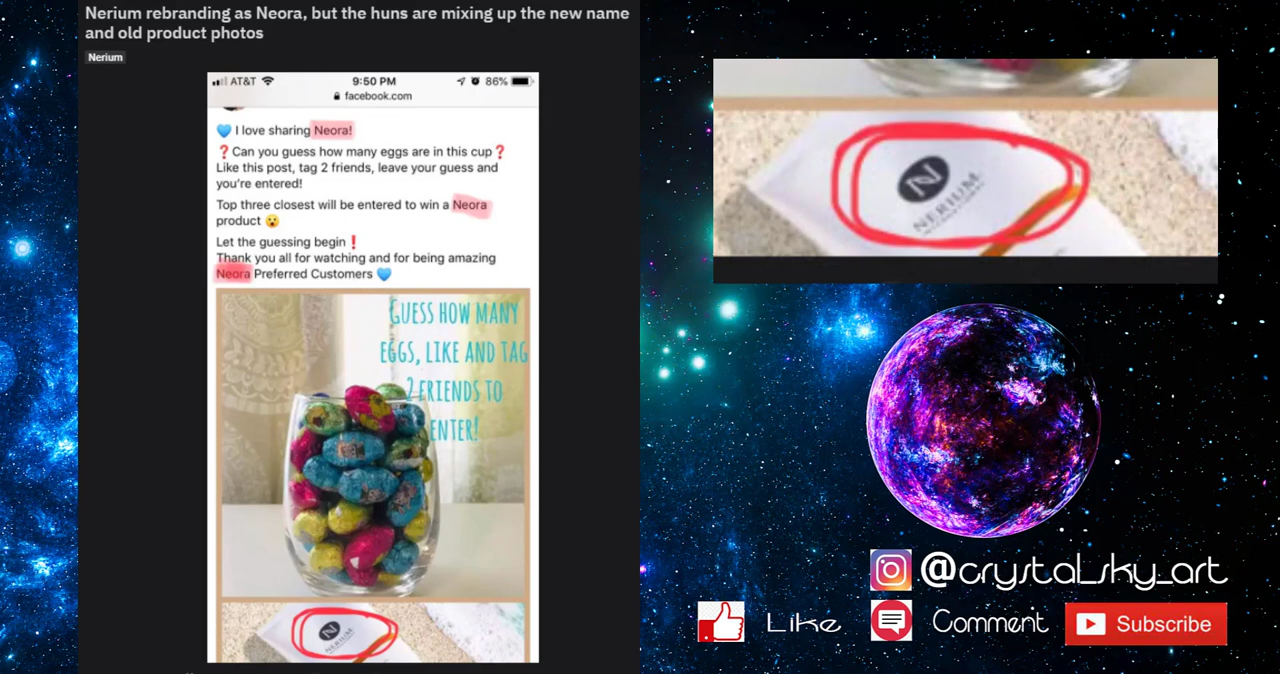 Nerium rebranding as Neora, but the huns are mixing up the new name
and old product photos
Nerium
AT&T
9:50 PM
86%
facebook.com
💙 I love sharing Neora!
❓Can you guess how many eggs are in this cup❓
Like this post, tag 2 friends, leave your guess and
you're entered!
Top three closest will be entered to win a Neora
product 😮
Let the guessing begin❗
Thank you all for watching and for being amazing
Neora Preferred Customers 💙
GUESS HOW MANY
EGGS, LIKE AND TAG
2 FRIENDS TO
ENTER!
N
NERIUM
N
NERIUM
INTERNATIONAL
@crystal_sky_art
Like
Comment
Subscribe